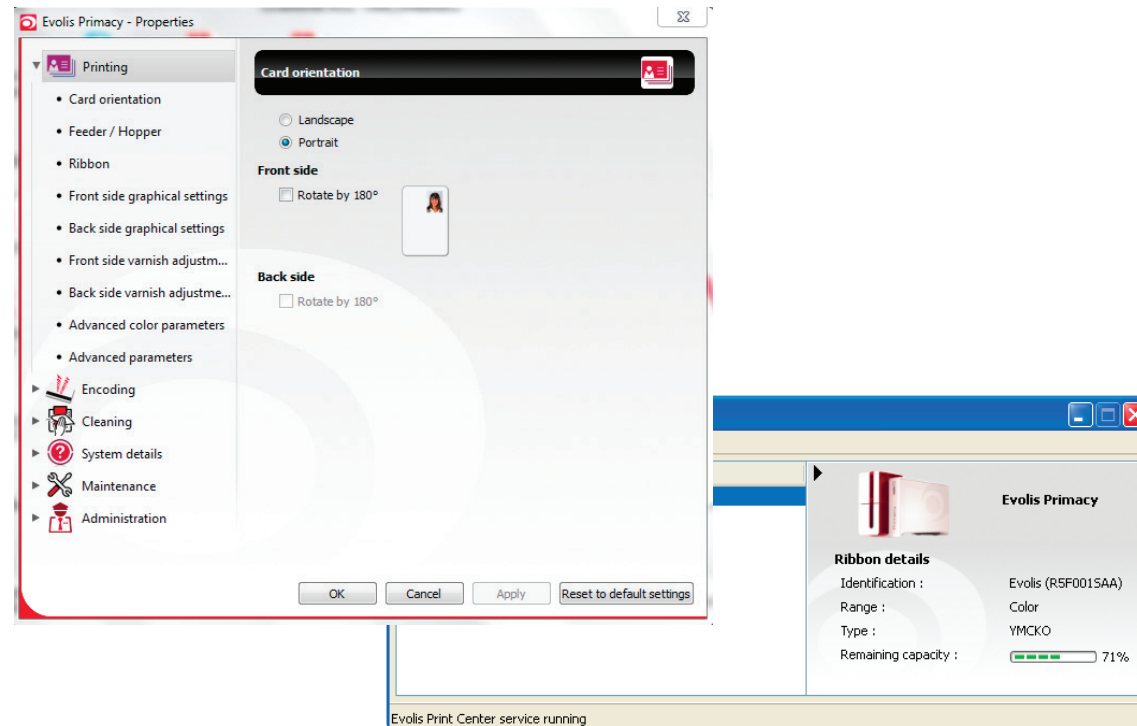 Evolis Primacy - Properties
Printing
Card orientation
Feeder / Hopper
Ribbon
Front side graphical settings
Back side graphical settings
Front side varnish adjustm...
Back side varnish adjustme...
Advanced color parameters
Advanced parameters
Encoding
Cleaning
System details
Maintenance
Administration
Card orientation
Landscape
Portrait
Front side
Rotate by 180°
Back side
Rotate by 180°
OK Cancel Apply Reset to default settings
Evolis Primacy
Ribbon details
Identification : Evolis (R5F001SAA)
Range : Color
Type : YMCKO
Remaining capacity : 71%
Evolis Print Center service running